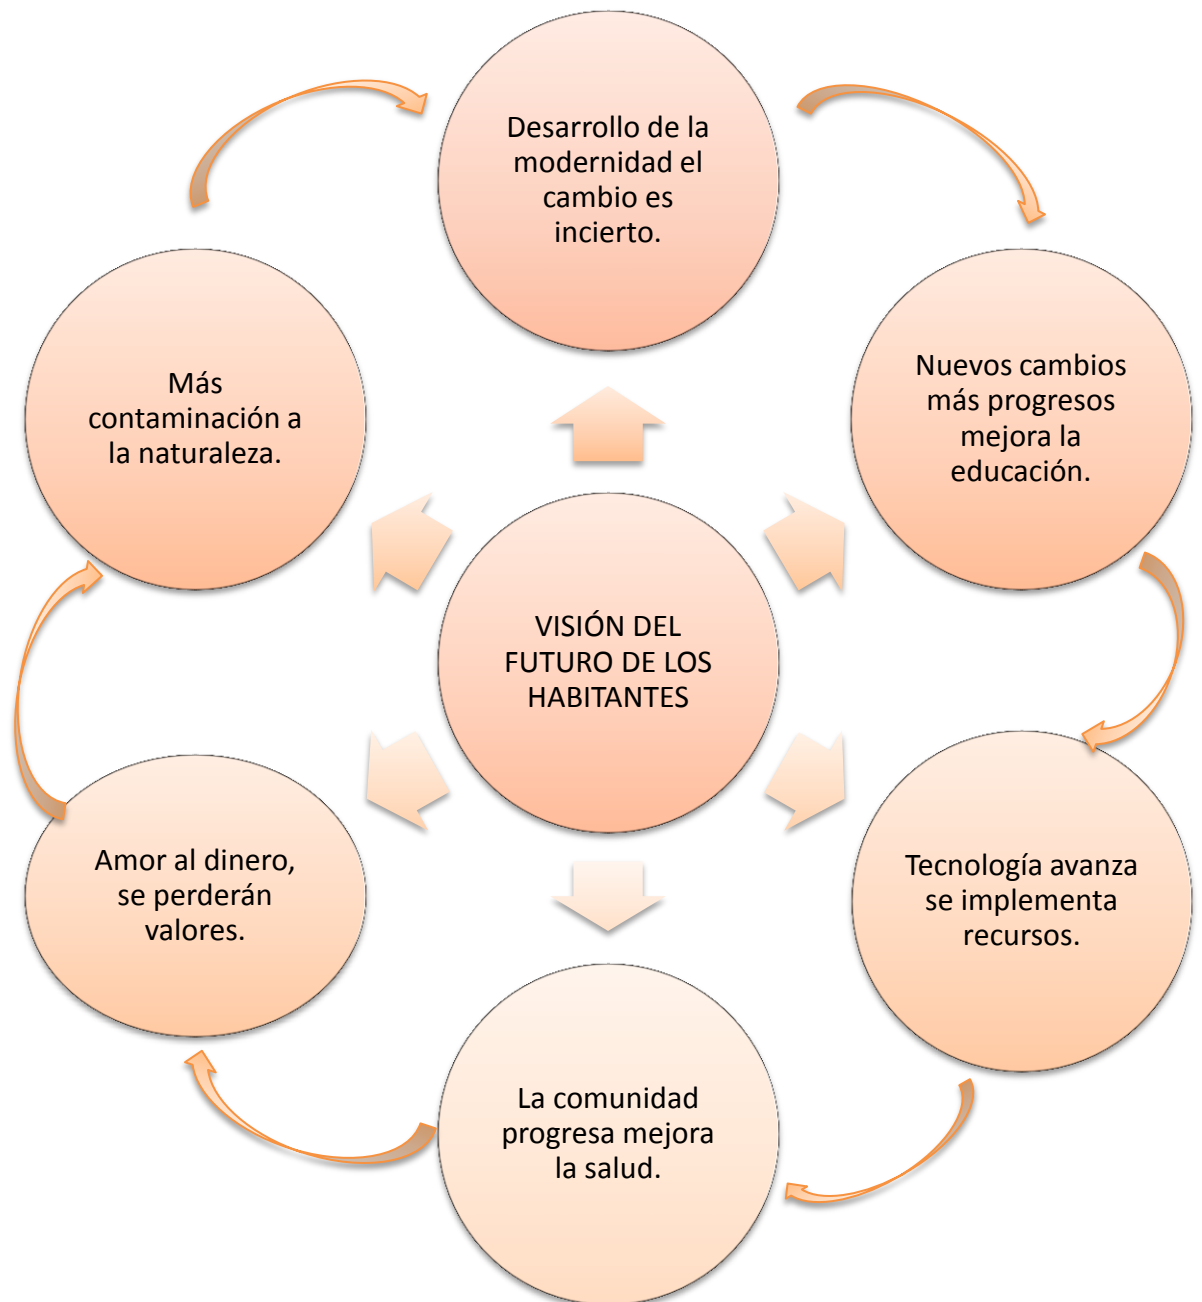 Desarrollo de la
modernidad el
cambio es
incierto.
Nuevos cambios
más progresos
mejora la
educación.
Tecnología avanza
se implementa
recursos.
La comunidad
progresa mejora
la salud.
Amor al dinero,
se perderán
valores.
Más
contaminación a
la naturaleza.
VISIÓN DEL
FUTURO DE LOS
HABITANTES